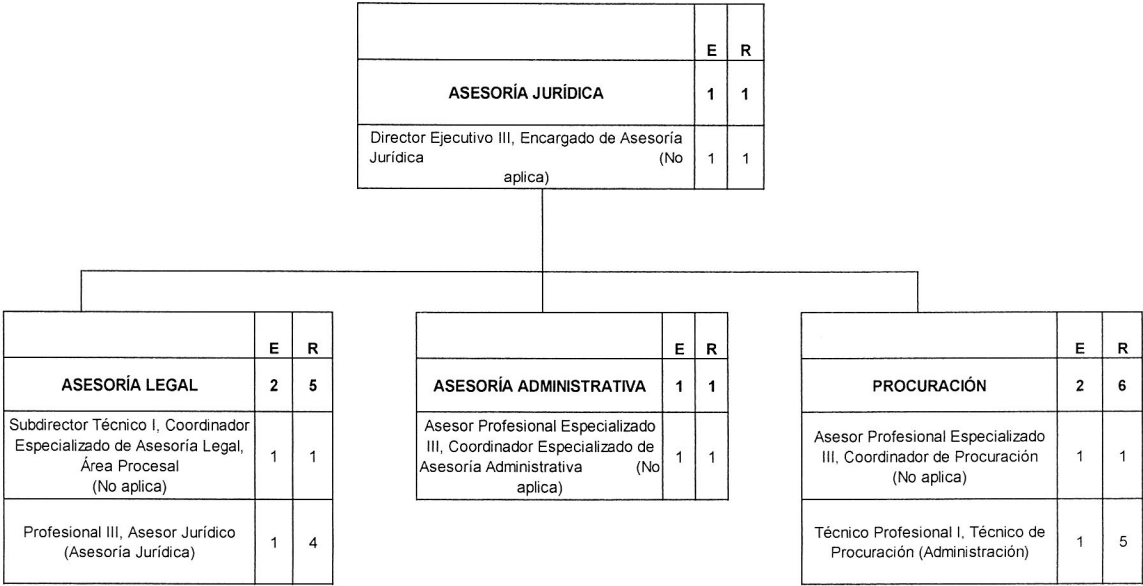 E R
ASESORÍA JURÍDICA 1 1
Director Ejecutivo III, Encargado de Asesoría
Jurídica (No
aplica)
1 1
E R
ASESORÍA LEGAL 2 5
Subdirector Técnico I, Coordinador
Especializado de Asesoría Legal,
Área Procesal
(No aplica)
1 1
Profesional III, Asesor Jurídico
(Asesoría Jurídica)
1 4
E R
ASESORÍA ADMINISTRATIVA 1 1
Asesor Profesional Especializado
III, Coordinador Especializado de
Asesoría Administrativa (No
aplica)
1 1
E R
PROCURACIÓN 2 6
Asesor Profesional Especializado
III, Coordinador de Procuración
(No aplica)
1 1
Técnico Profesional I, Técnico de
Procuración (Administración)
1 5